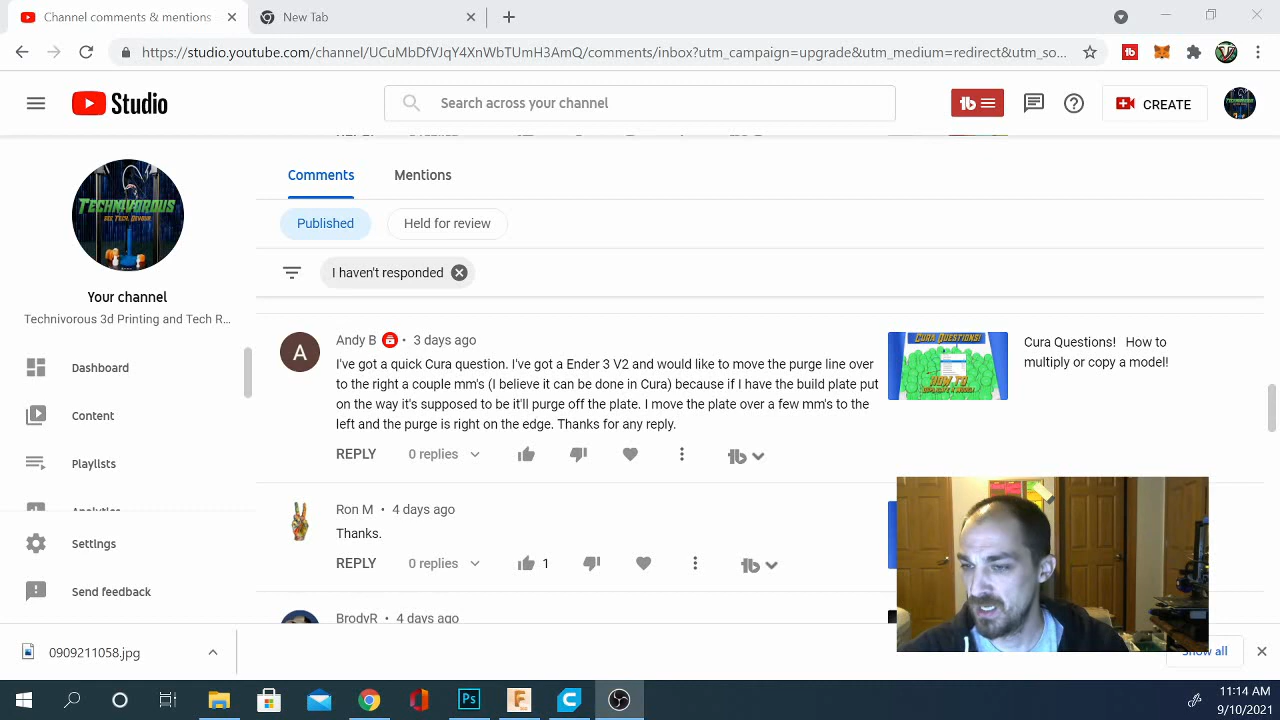 Channel comments & mentions
New Tab
https://studio.youtube.com/channel/UCuMbDfVJqY4XnWbTUmH3AmQ/comments/inbox?utm_campaign=upgrade&utm_medium=redirect&utm_so...
Studio
Search across your channel
CREATE
Comments
Mentions
Published
Held for review
I haven't responded
TECHNIVOROUS
Your channel
Technivorous 3d Printing and Tech R...
Dashboard
Content
Playlists
Analytics
Settings
Send feedback
A
Andy B • 3 days ago
I've got a quick Cura question. I've got a Ender 3 V2 and would like to move the purge line over
to the right a couple mm's (I believe it can be done in Cura) because if I have the build plate put
on the way it's supposed to be it'll purge off the plate. I move the plate over a few mm's to the
left and the purge is right on the edge. Thanks for any reply.
REPLY 0 replies
CURA QUESTIONS!
HOW TO
Cura Questions! How to
multiply or copy a model!
Ron M • 4 days ago
Thanks.
REPLY 0 replies 1
BrodyR • 4 days ago
0909211058.jpg
Show all
Ps
11:14 AM
9/10/2021